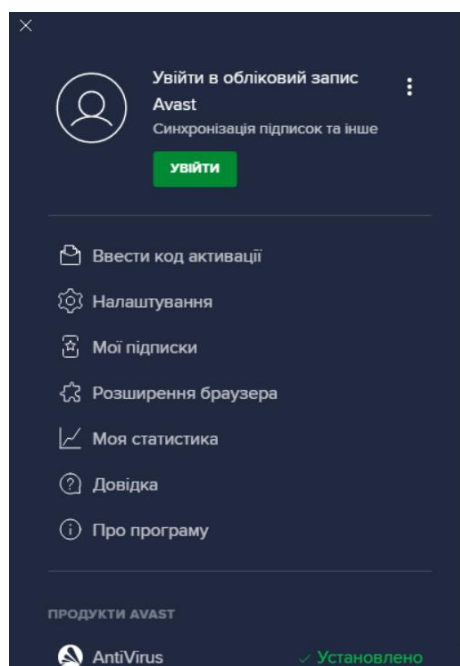 Увійти в обліковий запис
Avast
Синхронізація підписок та інше
УВІЙТИ
Ввести код активації
Налаштування
Мої підписки
Розширення браузера
Моя статистика
Довідка
Про програму
ПРОДУКТИ AVAST
AntiVirus Установлено